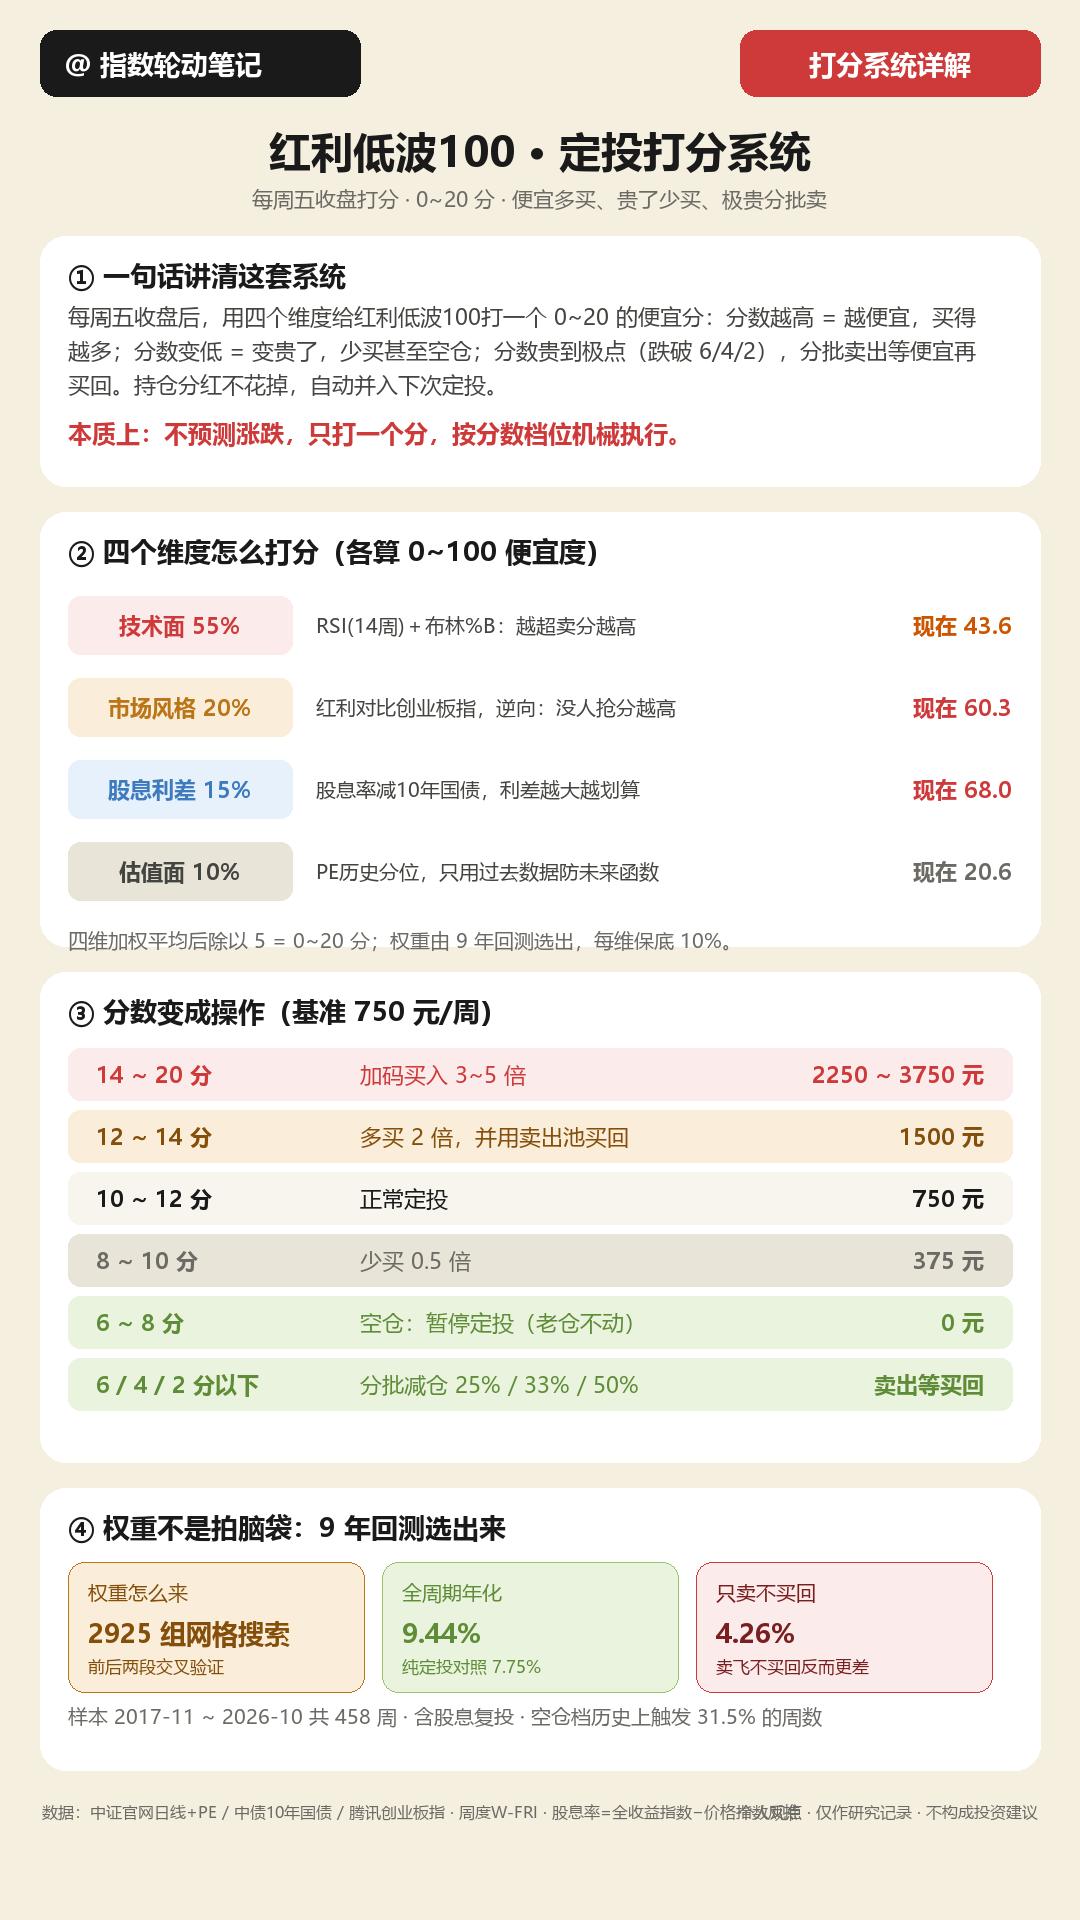 @ 指数轮动笔记
打分系统详解
红利低波100 · 定投打分系统
每周五收盘打分 · 0~20 分 · 便宜多买、贵了少买、极贵分批卖
① 一句话讲清这套系统
每周五收盘后，用四个维度给红利低波100打一个 0~20 的便宜分：分数越高 = 越便宜，买得
越多；分数变低 = 变贵了，少买甚至空仓；分数贵到极点（跌破 6/4/2），分批卖出等便宜再
买回。持仓分红不花掉，自动并入下次定投。
本质上：不预测涨跌，只打一个分，按分数档位机械执行。
② 四个维度怎么打分（各算 0~100 便宜度）
技术面 55% RSI(14周) + 布林%B：越超卖分越高 现在 43.6
市场风格 20% 红利对比创业板指，逆向：没人抢分越高 现在 60.3
股息利差 15% 股息率减10年国债，利差越大越划算 现在 68.0
估值面 10% PE历史分位，只用过去数据防未来函数 现在 20.6
四维加权平均后除以 5 = 0~20 分；权重由 9 年回测选出，每维保底 10%。
③ 分数变成操作（基准 750 元/周）
14 ~ 20 分 加码买入 3~5 倍 2250 ~ 3750 元
12 ~ 14 分 多买 2 倍，并用卖出池买回 1500 元
10 ~ 12 分 正常定投 750 元
8 ~ 10 分 少买 0.5 倍 375 元
6 ~ 8 分 空仓：暂停定投（老仓不动） 0 元
6 / 4 / 2 分以下 分批减仓 25% / 33% / 50% 卖出等买回
④ 权重不是拍脑袋：9 年回测选出来
权重怎么来
2925 组网格搜索
前后两段交叉验证
全周期年化
9.44%
纯定投对照 7.75%
只卖不买回
4.26%
卖飞不买回反而更差
样本 2017-11 ~ 2026-10 共 458 周 · 含股息复投 · 空仓档历史上触发 31.5% 的周数
数据：中证官网日线+PE / 中债10年国债 / 腾讯创业板指 · 周度W-FRI · 股息率=全收益指数−价格 · 仅作研究记录 · 不构成投资建议